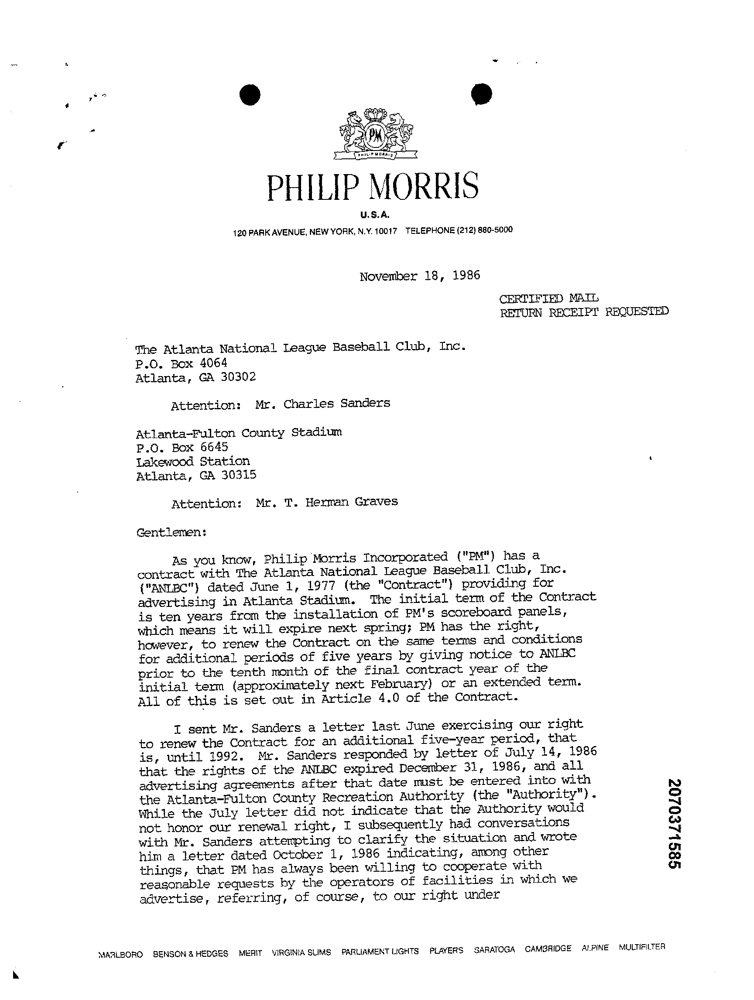 PM
PHILIP MORRIS
PHILIP MORRIS
U.S.A.
120 PARK AVENUE, NEW YORK, N.Y. 10017 TELEPHONE (212) 880-5000
November 18, 1986
CERTIFIED MAIL
RETURN RECEIPT REQUESTED
The Atlanta National League Baseball Club, Inc.
P.O. Box 4064
Atlanta, GA 30302
Attention: Mr. Charles Sanders
Atlanta-Fulton County Stadium
P.O. Box 6645
Lakewood Station
Atlanta, GA 30315
Attention: Mr. T. Herman Graves
Gentlemen:
As you know, Philip Morris Incorporated ("PM") has a
contract with The Atlanta National League Baseball Club, Inc.
("ANLBC") dated June 1, 1977 (the "Contract") providing for
advertising in Atlanta Stadium. The initial term of the Contract
is ten years from the installation of PM's scoreboard panels,
which means it will expire next spring; PM has the right,
however, to renew the Contract on the same terms and conditions
for additional periods of five years by giving notice to ANLBC
prior to the tenth month of the final contract year of the
initial term (approximately next February) or an extended term.
All of this is set out in Article 4.0 of the Contract.
I sent Mr. Sanders a letter last June exercising our right
to renew the Contract for an additional five-year period, that
is, until 1992. Mr. Sanders responded by letter of July 14, 1986
that the rights of the ANLBC expired December 31, 1986, and all
advertising agreements after that date must be entered into with
the Atlanta-Fulton County Recreation Authority (the "Authority").
While the July letter did not indicate that the Authority would
not honor our renewal right, I subsequently had conversations
with Mr. Sanders attempting to clarify the situation and wrote
him a letter dated October 1, 1986 indicating, among other
things, that PM has always been willing to cooperate with
reasonable requests by the operators of facilities in which we
advertise, referring, of course, to our right under
2070371585
MARLBORO BENSON & HEDGES MERIT VIRGINIA SLIMS PARLIAMENT LIGHTS PLAYERS SARATOGA CAMBRIDGE ALPINE MULTIFILTER